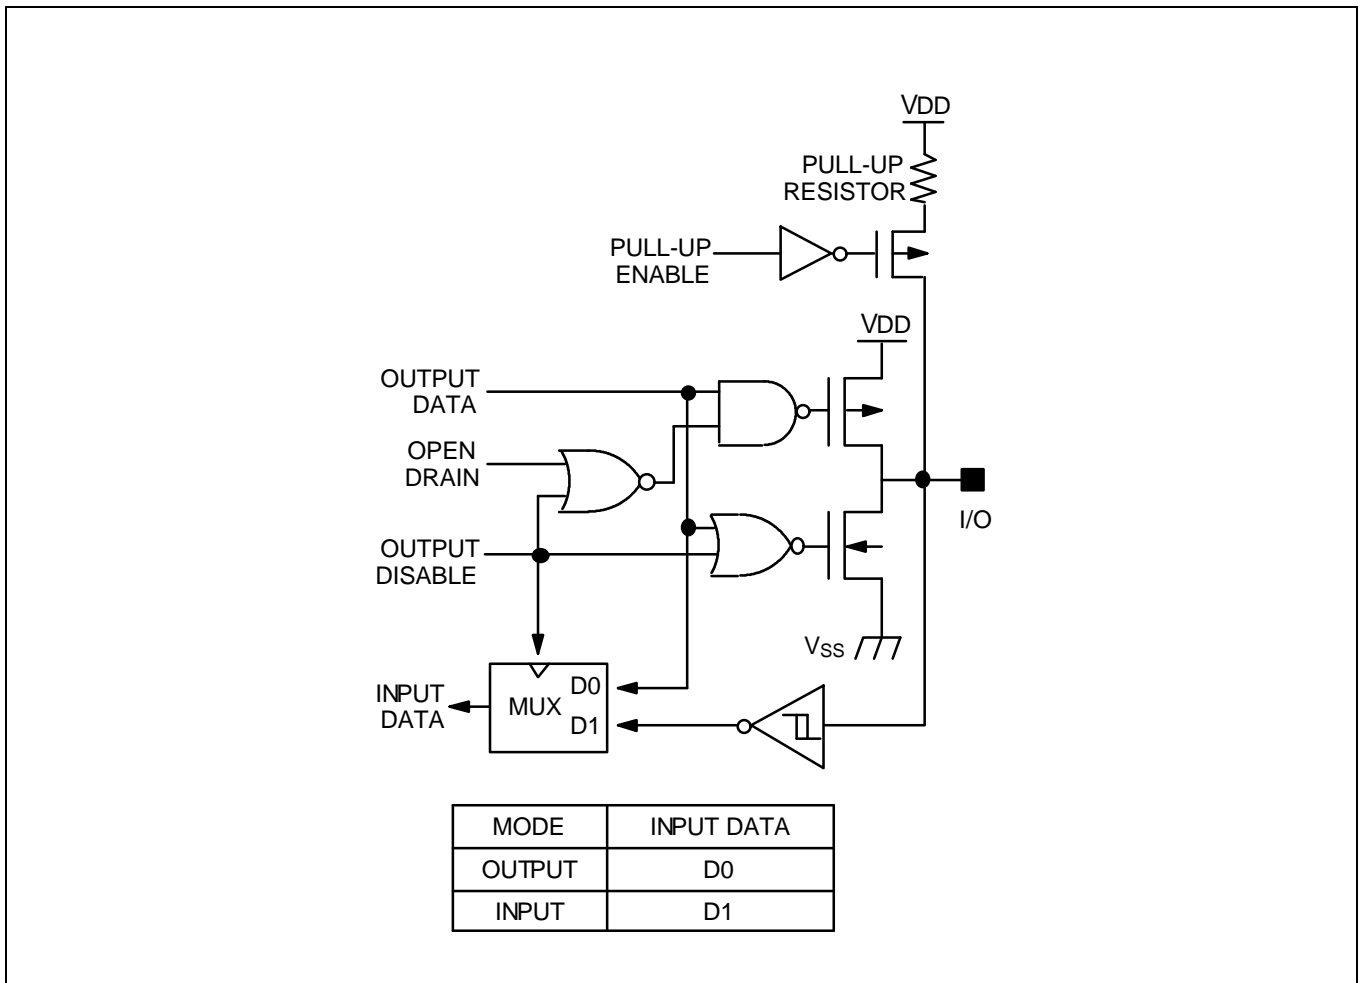 VDD
PULL-UP
RESISTOR
PULL-UP
ENABLE
VDD
OUTPUT
DATA
OPEN
DRAIN
I/O
OUTPUT
DISABLE
VSS
INPUT
DATA
MUX
D0
D1
MODE INPUT DATA
OUTPUT D0
INPUT D1